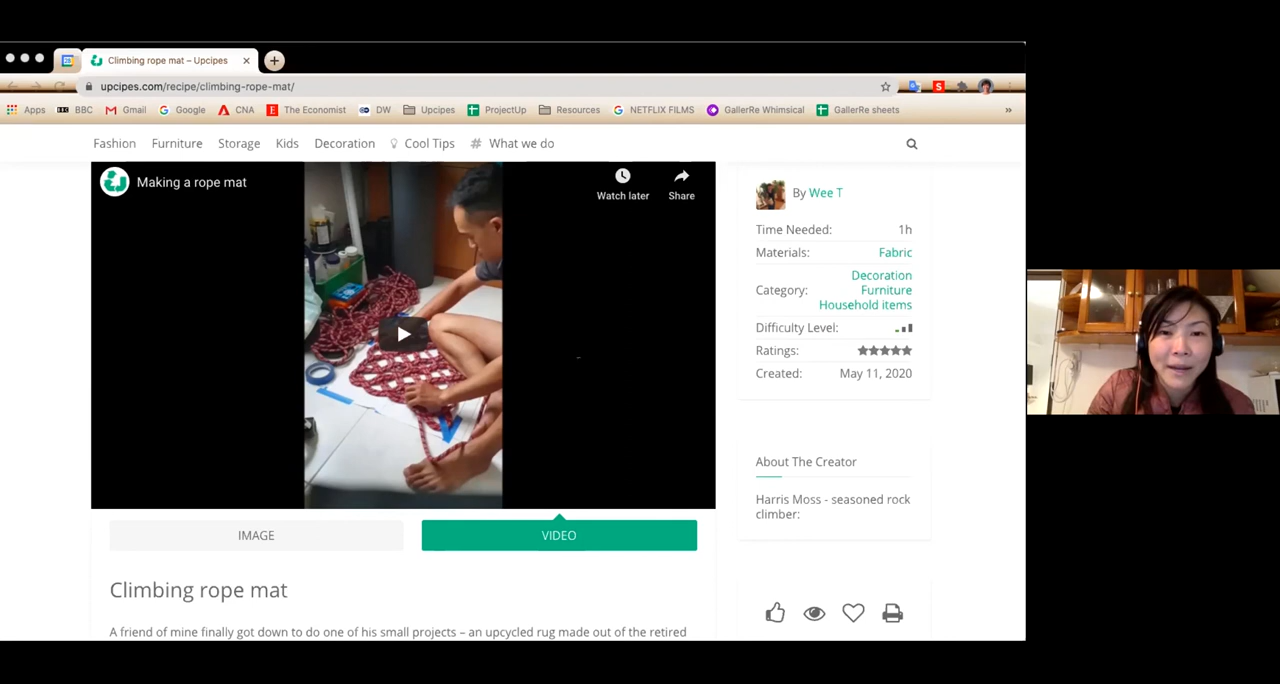 Climbing rope mat – Upcipes
upcipes.com/recipe/climbing-rope-mat/
Apps BBC Gmail Google CNA The Economist DW Upcipes ProjectUp Resources NETFLIX FILMS GallerRe Whimsical GallerRe sheets »
Fashion Furniture Storage Kids Decoration Cool Tips # What we do
Making a rope mat
Watch later Share
IMAGE VIDEO
Climbing rope mat
A friend of mine finally got down to do one of his small projects – an upcycled rug made out of the retired
By Wee T
Time Needed: 1h
Materials: Fabric
Category: Decoration
Furniture
Household items
Difficulty Level:
Ratings:
Created: May 11, 2020
About The Creator
Harris Moss - seasoned rock
climber: